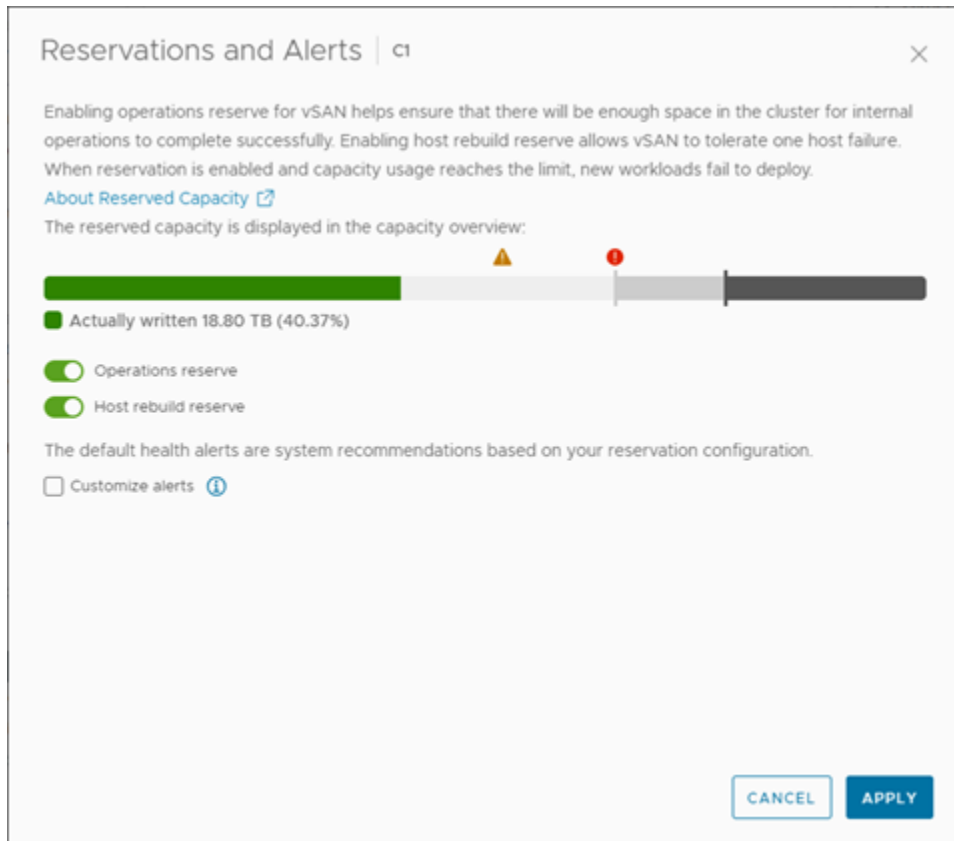 Reservations and Alerts | C1
Enabling operations reserve for vSAN helps ensure that there will be enough space in the cluster for internal
operations to complete successfully. Enabling host rebuild reserve allows vSAN to tolerate one host failure.
When reservation is enabled and capacity usage reaches the limit, new workloads fail to deploy.
About Reserved Capacity
The reserved capacity is displayed in the capacity overview:
Actually written 18.80 TB (40.37%)
Operations reserve
Host rebuild reserve
The default health alerts are system recommendations based on your reservation configuration.
Customize alerts
CANCEL
APPLY